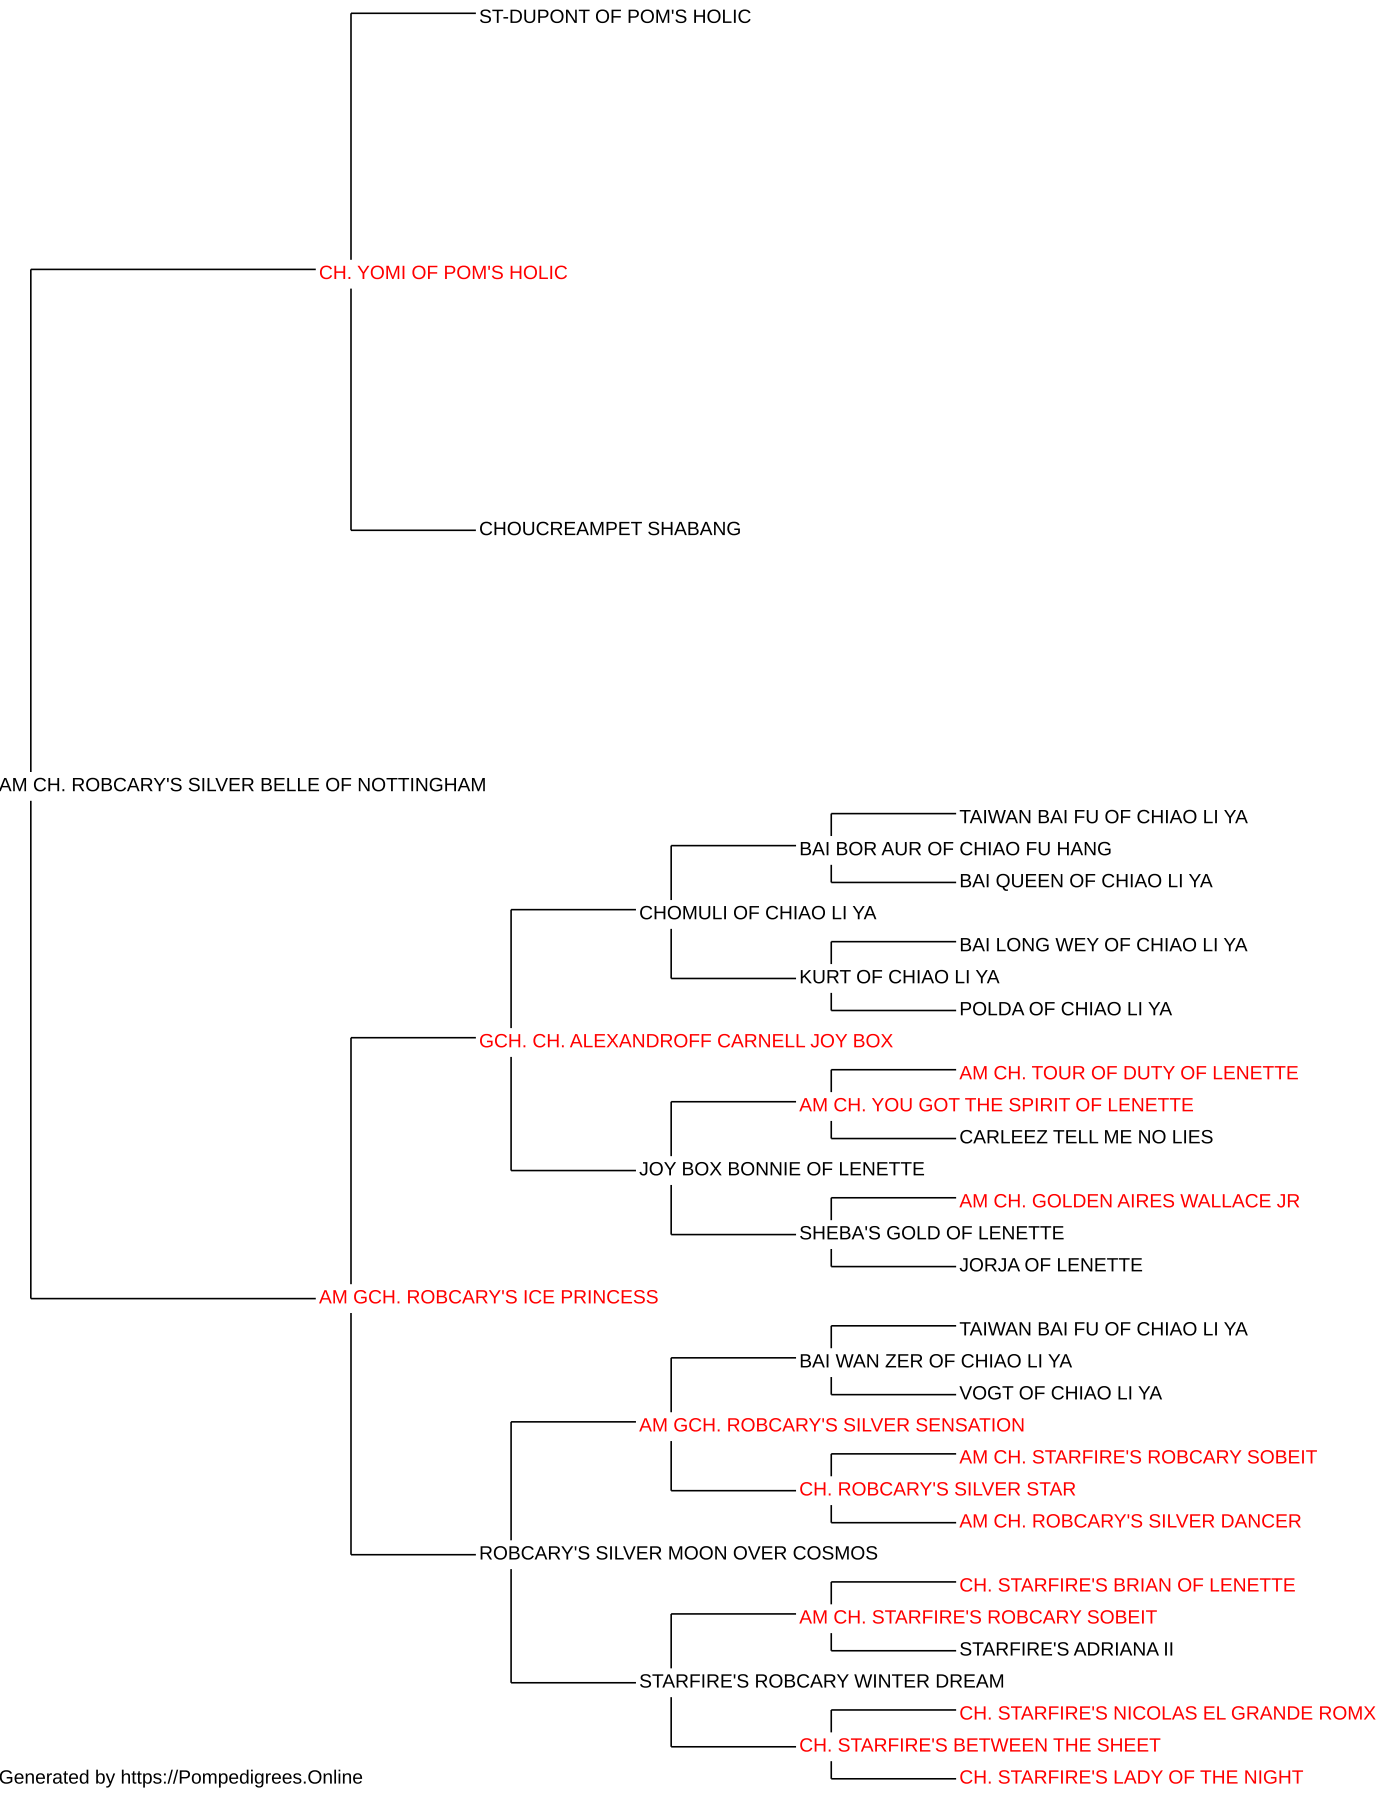 ST-DUPONT OF POM'S HOLIC
CH. YOMI OF POM'S HOLIC
CHOUCREAMPET SHABANG
AM CH. ROBCARY'S SILVER BELLE OF NOTTINGHAM
TAIWAN BAI FU OF CHIAO LI YA
BAI BOR AUR OF CHIAO FU HANG
BAI QUEEN OF CHIAO LI YA
CHOMULI OF CHIAO LI YA
BAI LONG WEY OF CHIAO LI YA
KURT OF CHIAO LI YA
POLDA OF CHIAO LI YA
GCH. CH. ALEXANDROFF CARNELL JOY BOX
AM CH. TOUR OF DUTY OF LENETTE
AM CH. YOU GOT THE SPIRIT OF LENETTE
CARLEEZ TELL ME NO LIES
JOY BOX BONNIE OF LENETTE
AM CH. GOLDEN AIRES WALLACE JR
SHEBA'S GOLD OF LENETTE
JORJA OF LENETTE
AM GCH. ROBCARY'S ICE PRINCESS
TAIWAN BAI FU OF CHIAO LI YA
BAI WAN ZER OF CHIAO LI YA
VOGT OF CHIAO LI YA
AM GCH. ROBCARY'S SILVER SENSATION
AM CH. STARFIRE'S ROBCARY SOBEIT
CH. ROBCARY'S SILVER STAR
AM CH. ROBCARY'S SILVER DANCER
ROBCARY'S SILVER MOON OVER COSMOS
CH. STARFIRE'S BRIAN OF LENETTE
AM CH. STARFIRE'S ROBCARY SOBEIT
STARFIRE'S ADRIANA II
STARFIRE'S ROBCARY WINTER DREAM
CH. STARFIRE'S NICOLAS EL GRANDE ROMX
CH. STARFIRE'S BETWEEN THE SHEET
CH. STARFIRE'S LADY OF THE NIGHT
Generated by https://Pompedigrees.Online